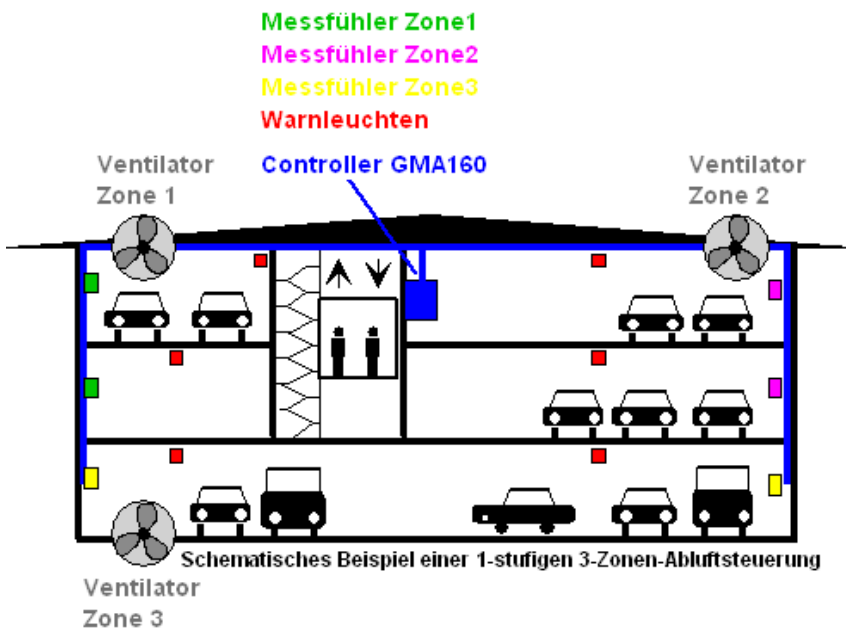 Messfühler Zone1
Messfühler Zone2
Messfühler Zone3
Warnleuchten
Controller GMA160
Ventilator
Zone 1
Ventilator
Zone 2
Schematisches Beispiel einer 1-stufigen 3-Zonen-Abluftsteuerung
Ventilator
Zone 3